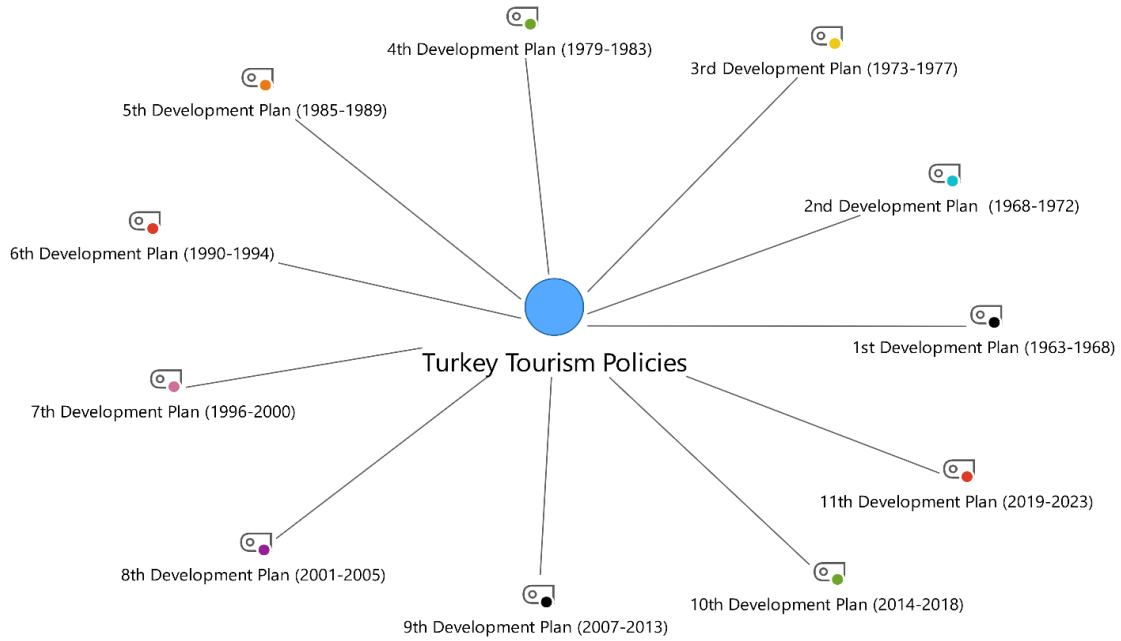 4th Development Plan (1979-1983)
3rd Development Plan (1973-1977)
5th Development Plan (1985-1989)
2nd Development Plan  (1968-1972)
6th Development Plan (1990-1994)
1st Development Plan (1963-1968)
Turkey Tourism Policies
7th Development Plan (1996-2000)
11th Development Plan (2019-2023)
8th Development Plan (2001-2005)
10th Development Plan (2014-2018)
9th Development Plan (2007-2013)